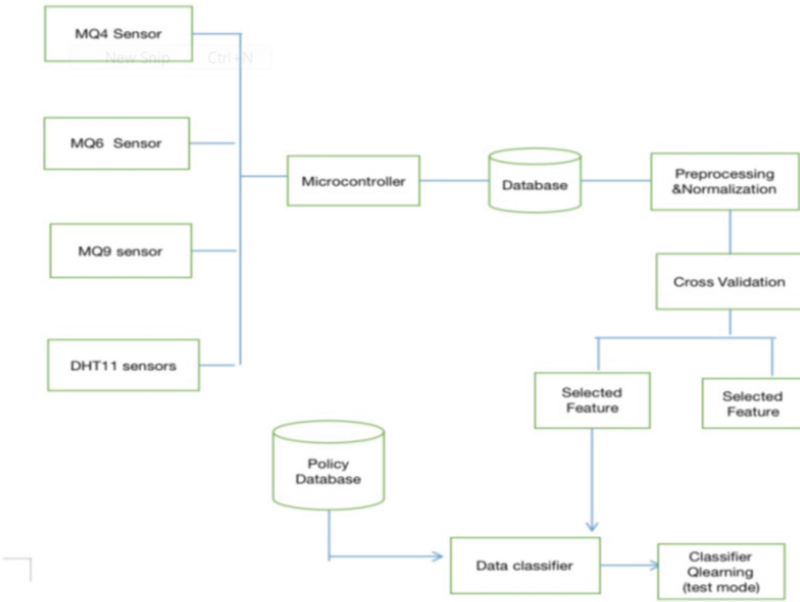 MQ4 Sensor
New Snip Ctrl+N
MQ6 Sensor
Microcontroller
Database
Preprocessing
&Normalization
MQ9 sensor
Cross Validation
DHT11 sensors
Selected
Feature
Selected
Feature
Policy
Database
Data classifier
Classifier
Qlearning
(test mode)